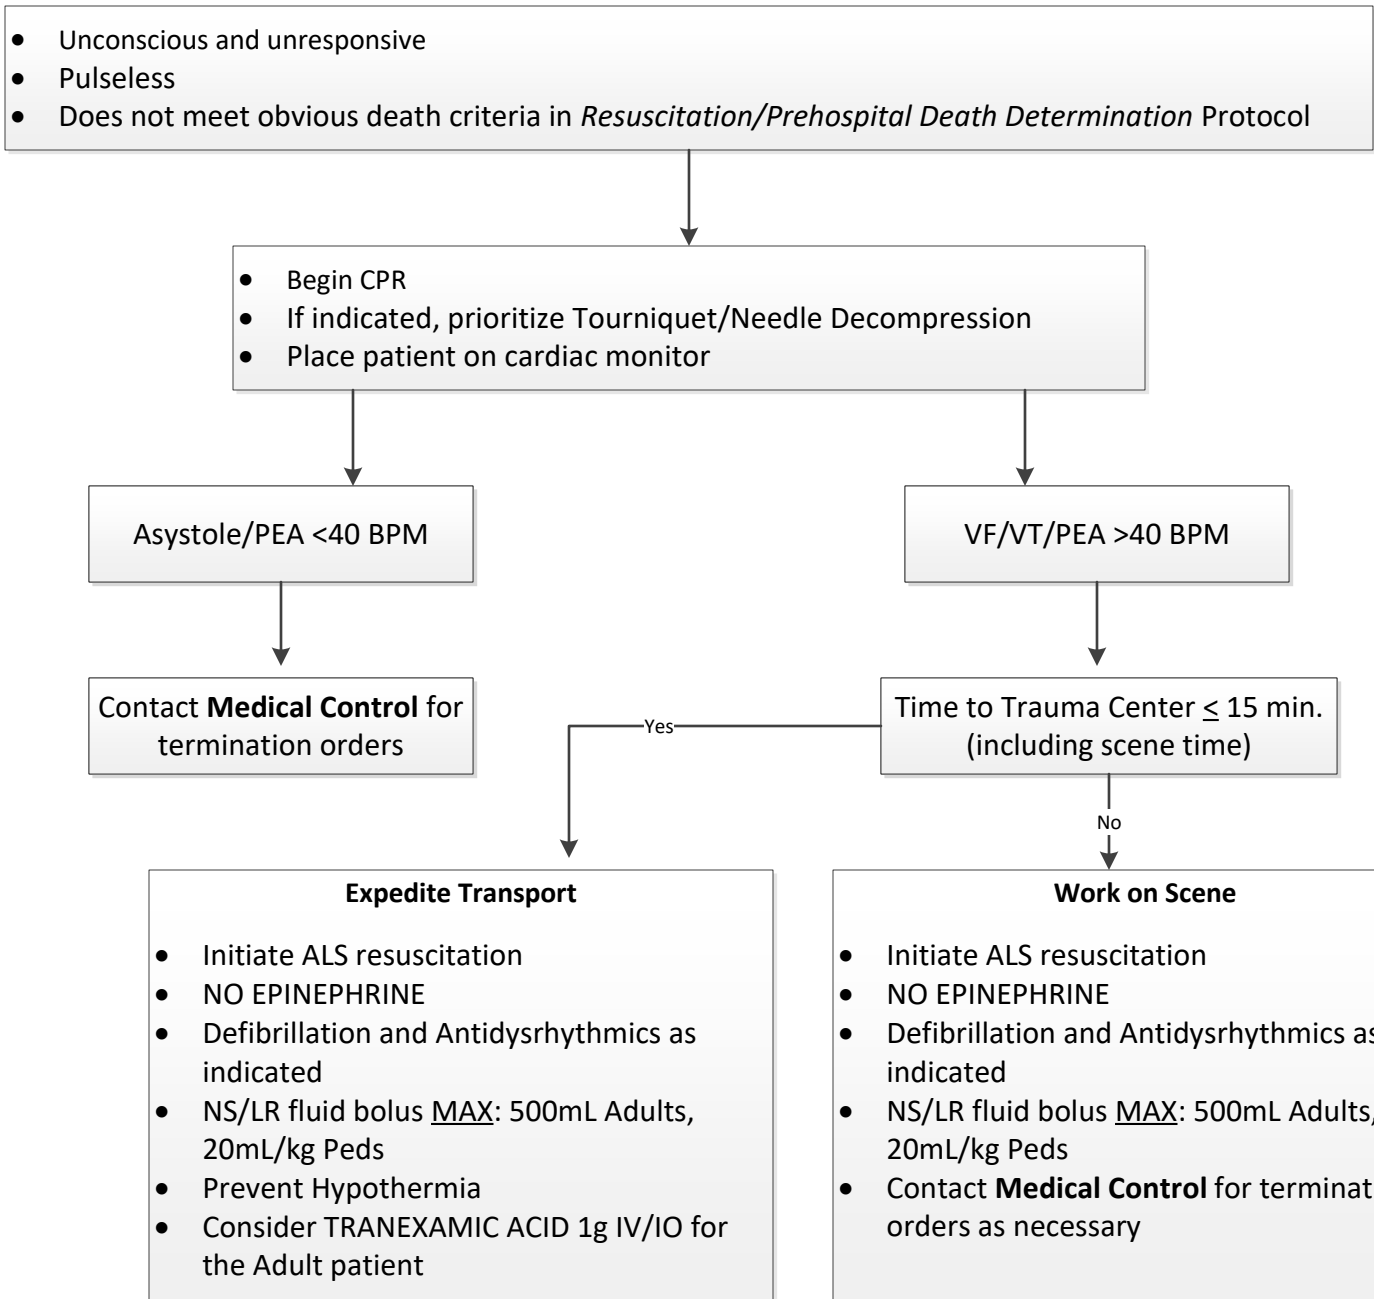 • Unconscious and unresponsive
• Pulseless
• Does not meet obvious death criteria in Resuscitation/Prehospital Death Determination Protocol
• Begin CPR
• If indicated, prioritize Tourniquet/Needle Decompression
• Place patient on cardiac monitor
Asystole/PEA <40 BPM
VF/VT/PEA >40 BPM
Contact Medical Control for
termination orders
Time to Trauma Center ≤ 15 min.
(including scene time)
Yes
No
Expedite Transport
• Initiate ALS resuscitation
• NO EPINEPHRINE
• Defibrillation and Antidysrhythmics as
indicated
• NS/LR fluid bolus MAX: 500mL Adults,
20mL/kg Peds
• Prevent Hypothermia
• Consider TRANEXAMIC ACID 1g IV/IO for
the Adult patient
Work on Scene
• Initiate ALS resuscitation
• NO EPINEPHRINE
• Defibrillation and Antidysrhythmics as
indicated
• NS/LR fluid bolus MAX: 500mL Adults,
20mL/kg Peds
• Contact Medical Control for terminat
orders as necessary